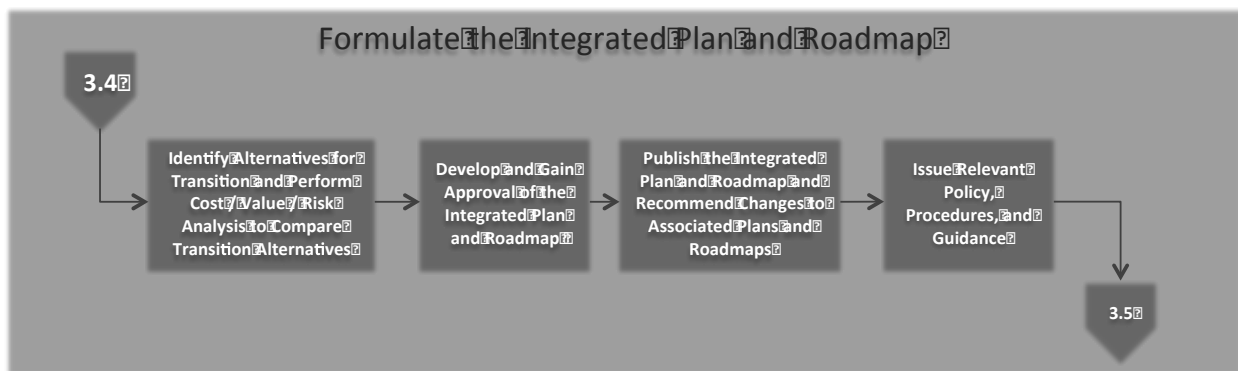 Formulate the Integrated Plan and Roadmap
3.4
Identify Alternatives for
Transition and Perform
Cost / Value / Risk
Analysis to Compare
Transition Alternatives
Develop and Gain
Approval of the
Integrated Plan
and Roadmap
Publish the Integrated
Plan and Roadmap and
Recommend Changes to
Associated Plans and
Roadmaps
Issue Relevant
Policy,
Procedures, and
Guidance
3.5